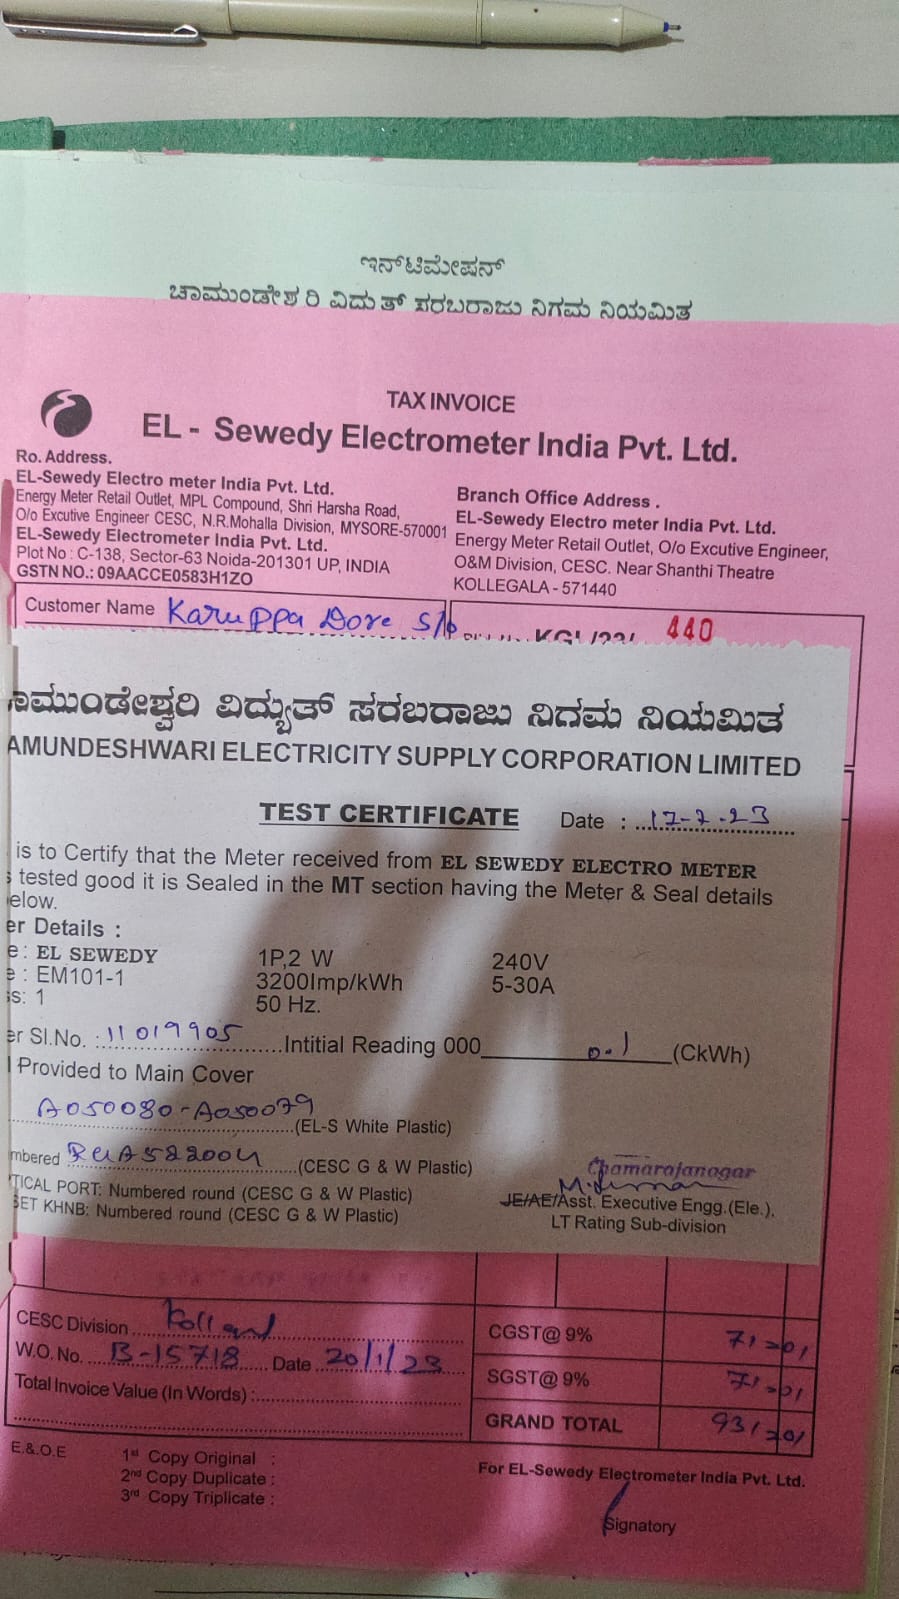 ಇನ್‌ಟಿಮೇಷನ್
ಚಾಮುಂಡೇಶ ರಿ ವಿದು ತ್ ಸರಬರಾಜು ನಿಗಮ ನಿಯಮಿತ
TAX INVOICE
EL - Sewedy Electrometer India Pvt. Ltd.
Ro. Address.
EL-Sewedy Electro meter India Pvt. Ltd.
Energy Meter Retail Outlet, MPL Compound, Shri Harsha Road,
O/o Excutive Engineer CESC, N.R.Mohalla Division, MYSORE-570001
EL-Sewedy Electrometer India Pvt. Ltd.
Plot No : C-138, Sector-63 Noida-201301 UP, INDIA
GSTN NO.: 09AACCE0583H1ZO
Branch Office Address .
EL-Sewedy Electro meter India Pvt. Ltd.
Energy Meter Retail Outlet, O/o Excutive Engineer,
O&M Division, CESC. Near Shanthi Theatre
KOLLEGALA - 571440
Customer Name Karuppa Dore S/o
440
ಾಮುಂಡೇಶ್ವರಿ ವಿದ್ಯುತ್ ಸರಬರಾಜು ನಿಗಮ ನಿಯಮಿತ
AMUNDESHWARI ELECTRICITY SUPPLY CORPORATION LIMITED
TEST CERTIFICATE Date : 17-2-23
is to Certify that the Meter received from EL SEWEDY ELECTRO METER
s tested good it is Sealed in the MT section having the Meter & Seal details
elow.
er Details :
e : EL SEWEDY 1P,2 W 240V
e : EM101-1 3200Imp/kWh 5-30A
ss: 1 50 Hz.
er Sl.No. : 11019905 Intitial Reading 000 0.1 (CkWh)
l Provided to Main Cover
A050080-A050079 (EL-S White Plastic)
mbered (CESC G & W Plastic)
TICAL PORT: Numbered round (CESC G & W Plastic)
SET KHNB: Numbered round (CESC G & W Plastic)
Chamarajanagar
JE/AE/Asst. Executive Engg.(Ele.),
LT Rating Sub-division
CESC Division
W.O. No. B-15718 Date 20/1/23
Total Invoice Value (In Words) :
CGST@ 9% 71=01
SGST@ 9% 71=01
GRAND TOTAL 931=01
E.&.O.E
1st Copy Original :
2nd Copy Duplicate :
3rd Copy Triplicate :
For EL-Sewedy Electrometer India Pvt. Ltd.
Signatory